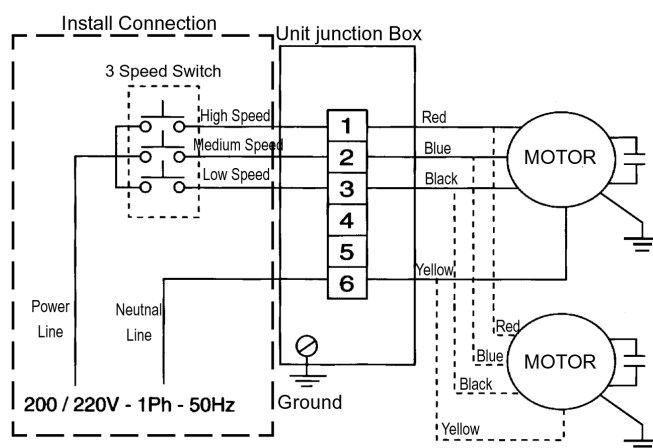 Install Connection
Unit junction Box
3 Speed Switch
High Speed
Medium Speed
Low Speed
1
2
3
4
5
6
Red
Blue
Black
Yellow
MOTOR
Power
Line
Neutnal
Line
Red
Blue
Black
Yellow
MOTOR
200 / 220V - 1Ph - 50Hz
Ground